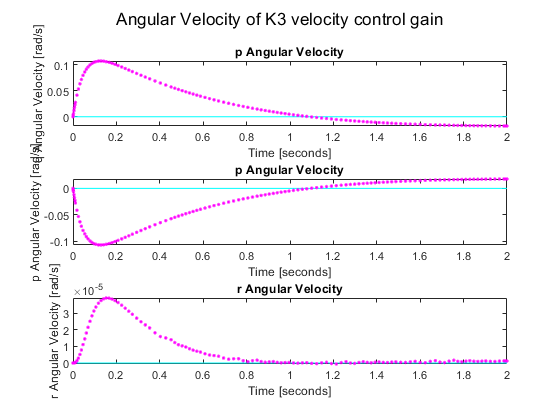 Angular Velocity of K3 velocity control gain
p Angular Velocity
Angular Velocity [rad/s]
0.1
0.05
0
0 0.2 0.4 0.6 0.8 1 1.2 1.4 1.6 1.8 2
Time [seconds]
p Angular Velocity
p Angular Velocity [rad/s]
0
-0.05
-0.1
0 0.2 0.4 0.6 0.8 1 1.2 1.4 1.6 1.8 2
Time [seconds]
r Angular Velocity
r Angular Velocity [rad/s]
×10-5
3
2
1
0
0 0.2 0.4 0.6 0.8 1 1.2 1.4 1.6 1.8 2
Time [seconds]